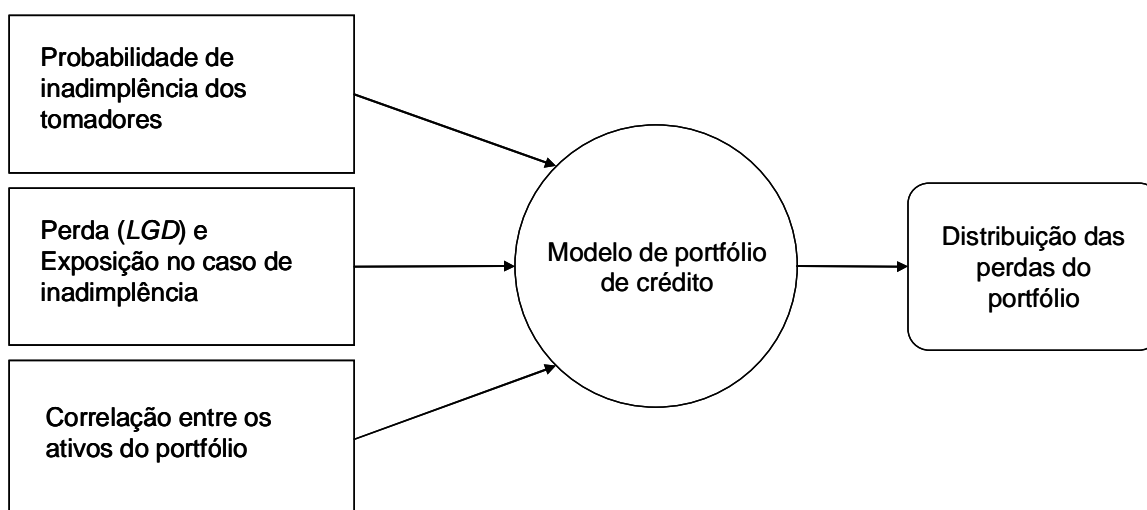 Probabilidade de
inadimplência dos
tomadores
Perda (LGD) e
Exposição no caso de
inadimplência
Correlação entre os
ativos do portfólio
Modelo de portfólio
de crédito
Distribuição das
perdas do
portfólio